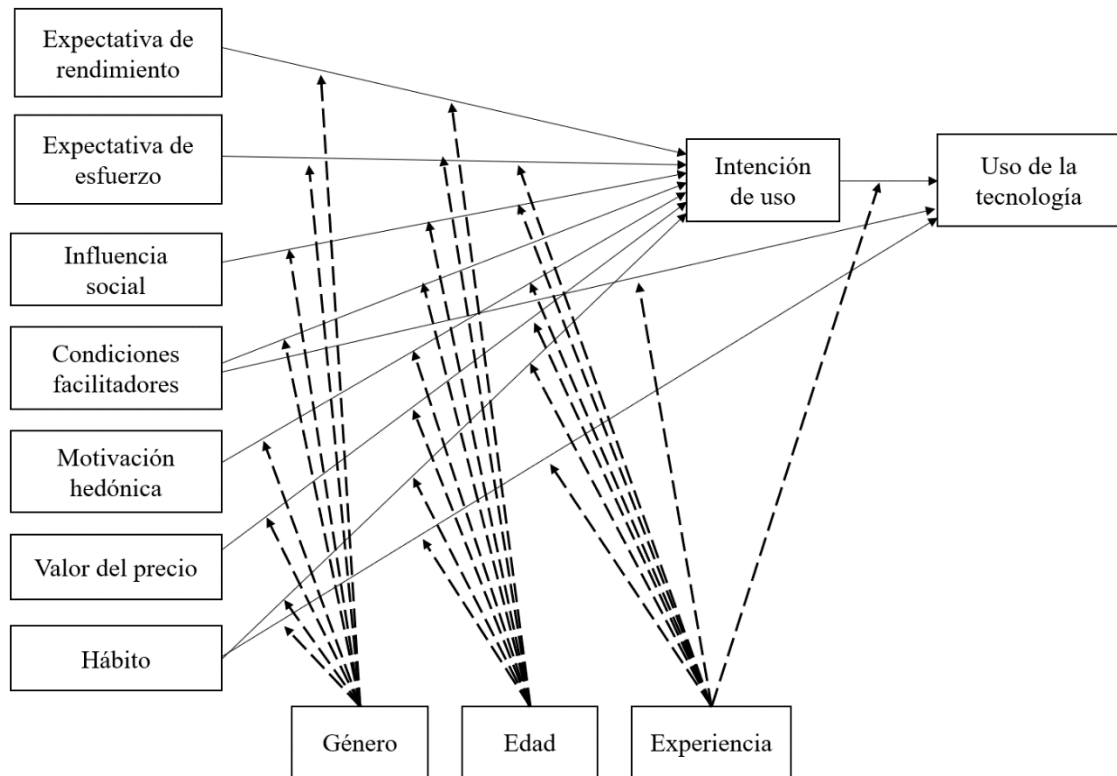 Expectativa de
rendimiento
Expectativa de
esfuerzo
Influencia
social
Condiciones
facilitadores
Motivación
hedónica
Valor del precio
Hábito
Intención
de uso
Uso de la
tecnología
Género
Edad
Experiencia